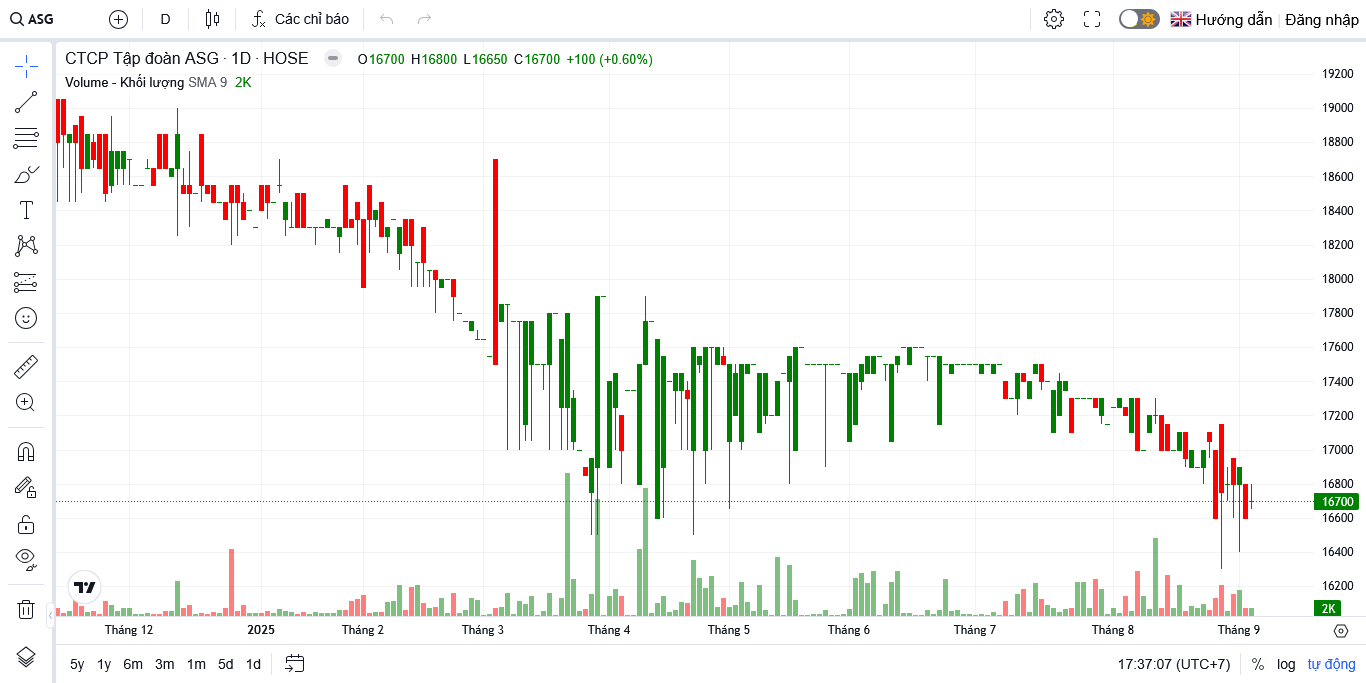 ASG D Các chỉ báo Hướng dẫn Đăng nhập
CTCP Tập đoàn ASG · 1D · HOSE O16700 H16800 L16650 C16700 +100 (+0.60%)
Volume - Khối lượng SMA 9 2K
19200
19000
18800
18600
18400
18200
18000
17800
17600
17400
17200
17000
16800
16700
16600
16400
16200
2K
Tháng 12 2025 Tháng 2 Tháng 3 Tháng 4 Tháng 5 Tháng 6 Tháng 7 Tháng 8 Tháng 9
5y 1y 6m 3m 1m 5d 1d 17:37:07 (UTC+7) % log tự động